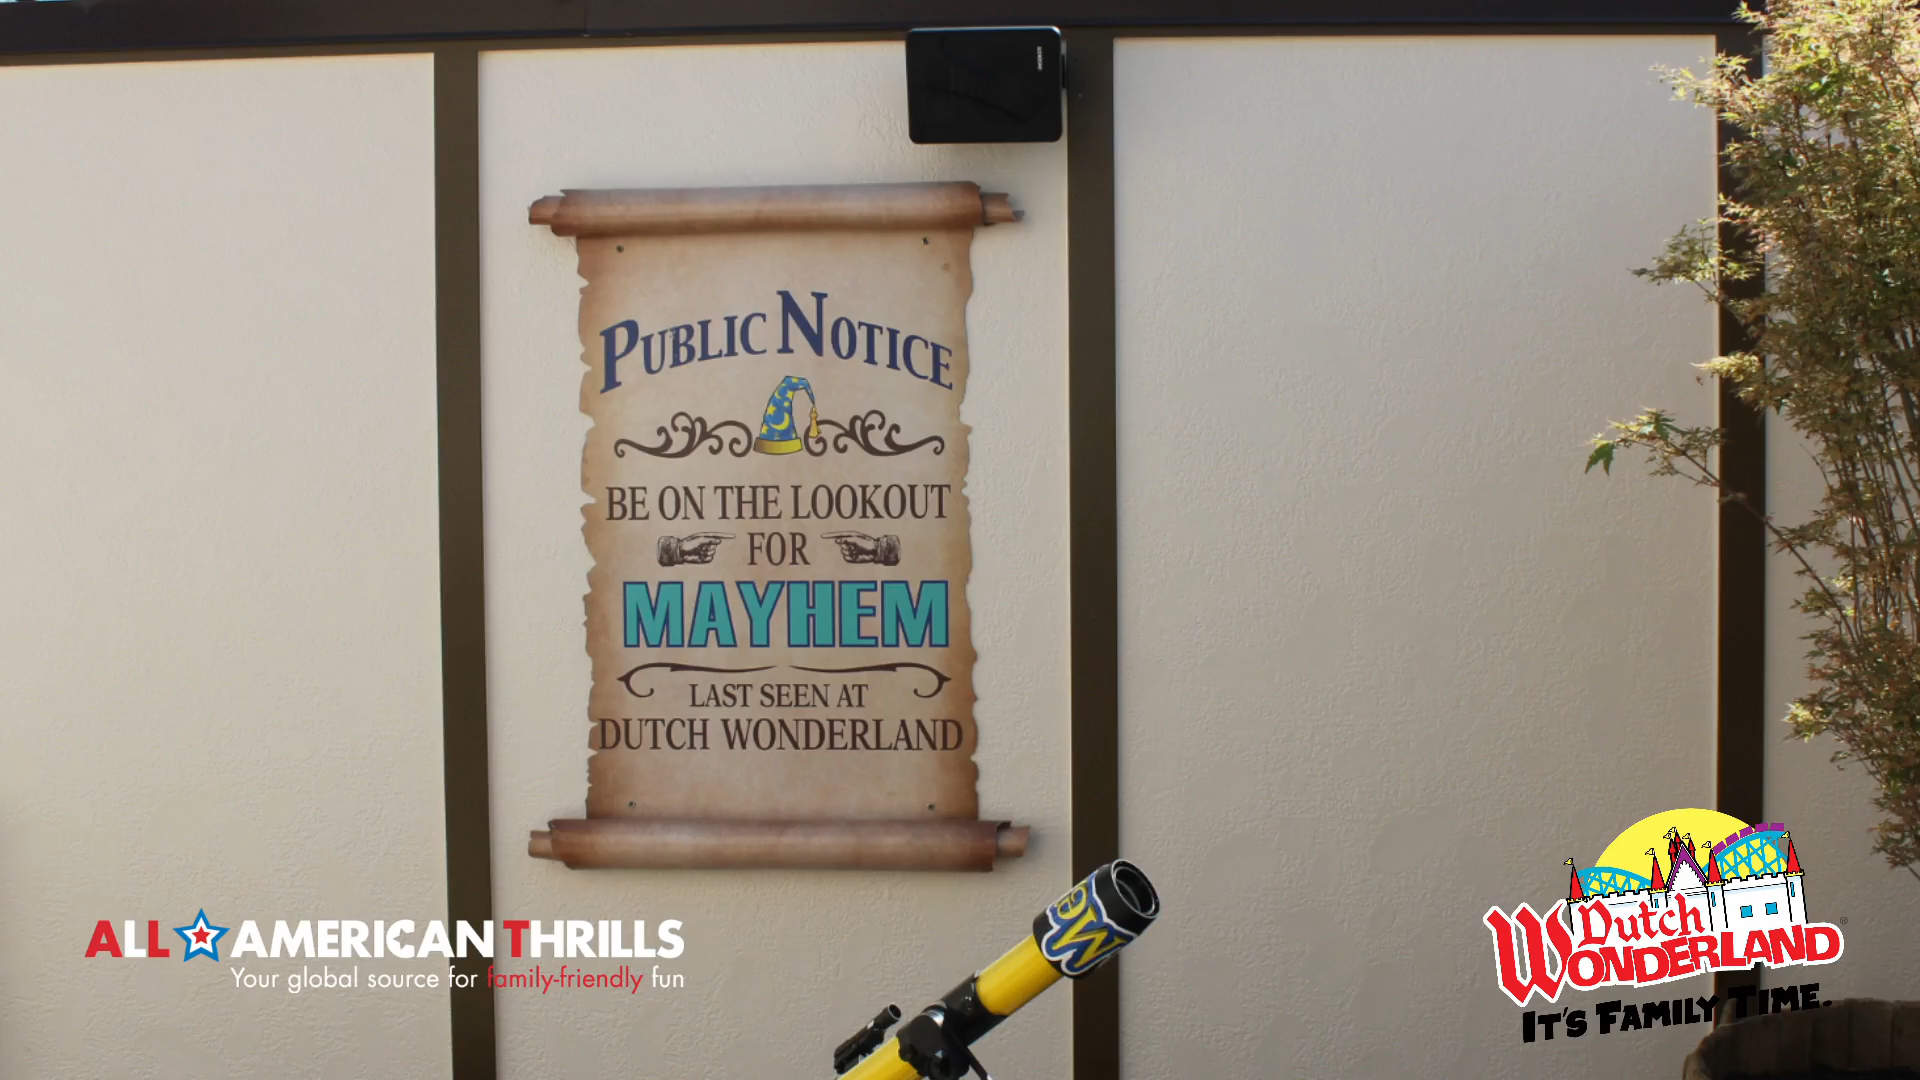 PUBLIC NOTICE
BE ON THE LOOKOUT
FOR
MAYHEM
LAST SEEN AT
DUTCH WONDERLAND
ALL AMERICAN THRILLS
Your global source for family-friendly fun
Dutch
WONDERLAND
®
IT'S FAMILY TIME.